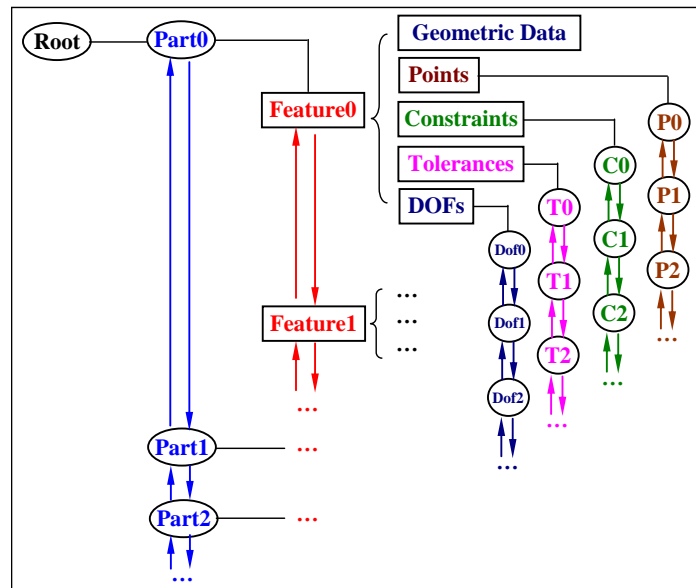 Root
Part0
Geometric Data
Points
Feature0
Constraints
P0
Tolerances
C0
DOFs
T0
P1
Dof0
C1
P2
T1
...
Feature1
...
...
Dof1
C2
...
T2
...
Dof2
...
...
Part1
...
...
Part2
...
...